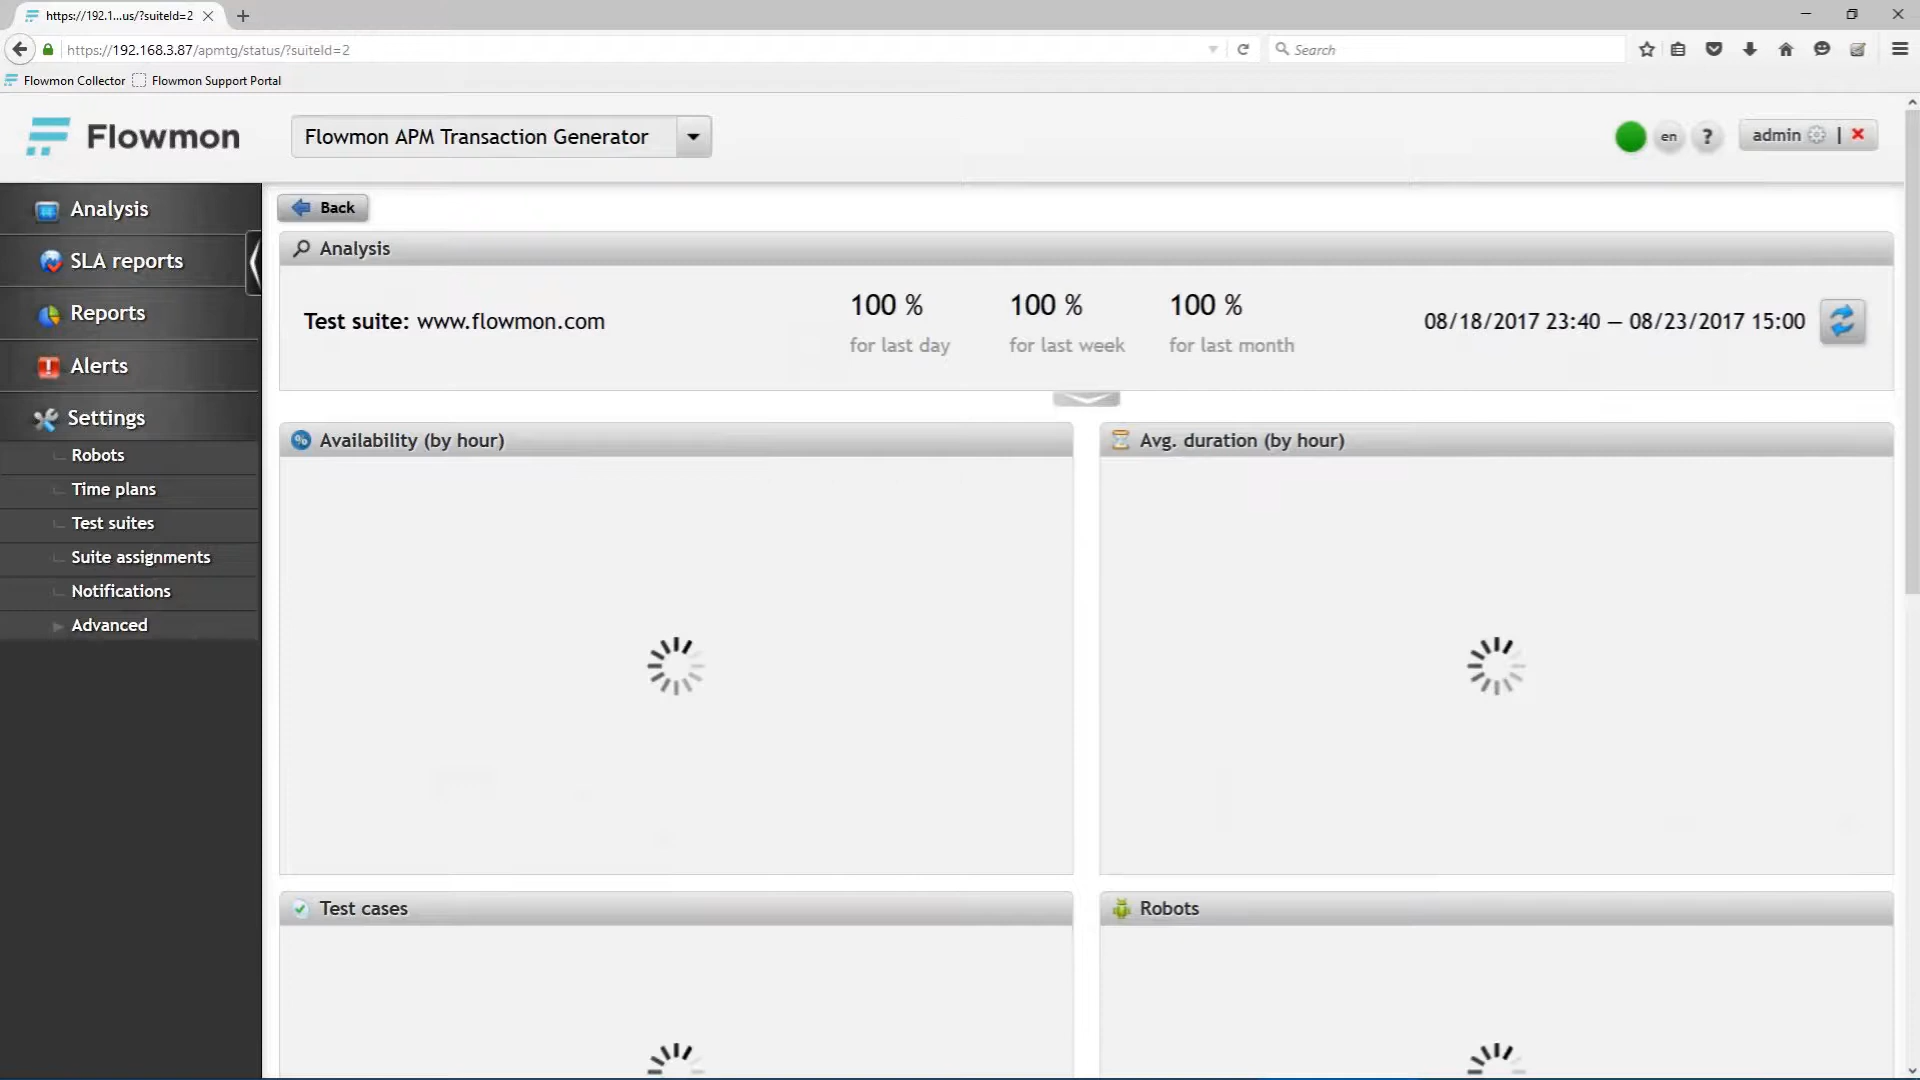 https://192.1...us/?suiteId=2
https://192.168.3.87/apmtg/status/?suiteId=2
Search
Flowmon Collector
Flowmon Support Portal
Flowmon
Flowmon APM Transaction Generator
en
?
admin
|
Analysis
SLA reports
Reports
Alerts
Settings
Robots
Time plans
Test suites
Suite assignments
Notifications
Advanced
Back
Analysis
Test suite: www.flowmon.com
100 %
for last day
100 %
for last week
100 %
for last month
08/18/2017 23:40 — 08/23/2017 15:00
% Availability (by hour)
Avg. duration (by hour)
Test cases
Robots